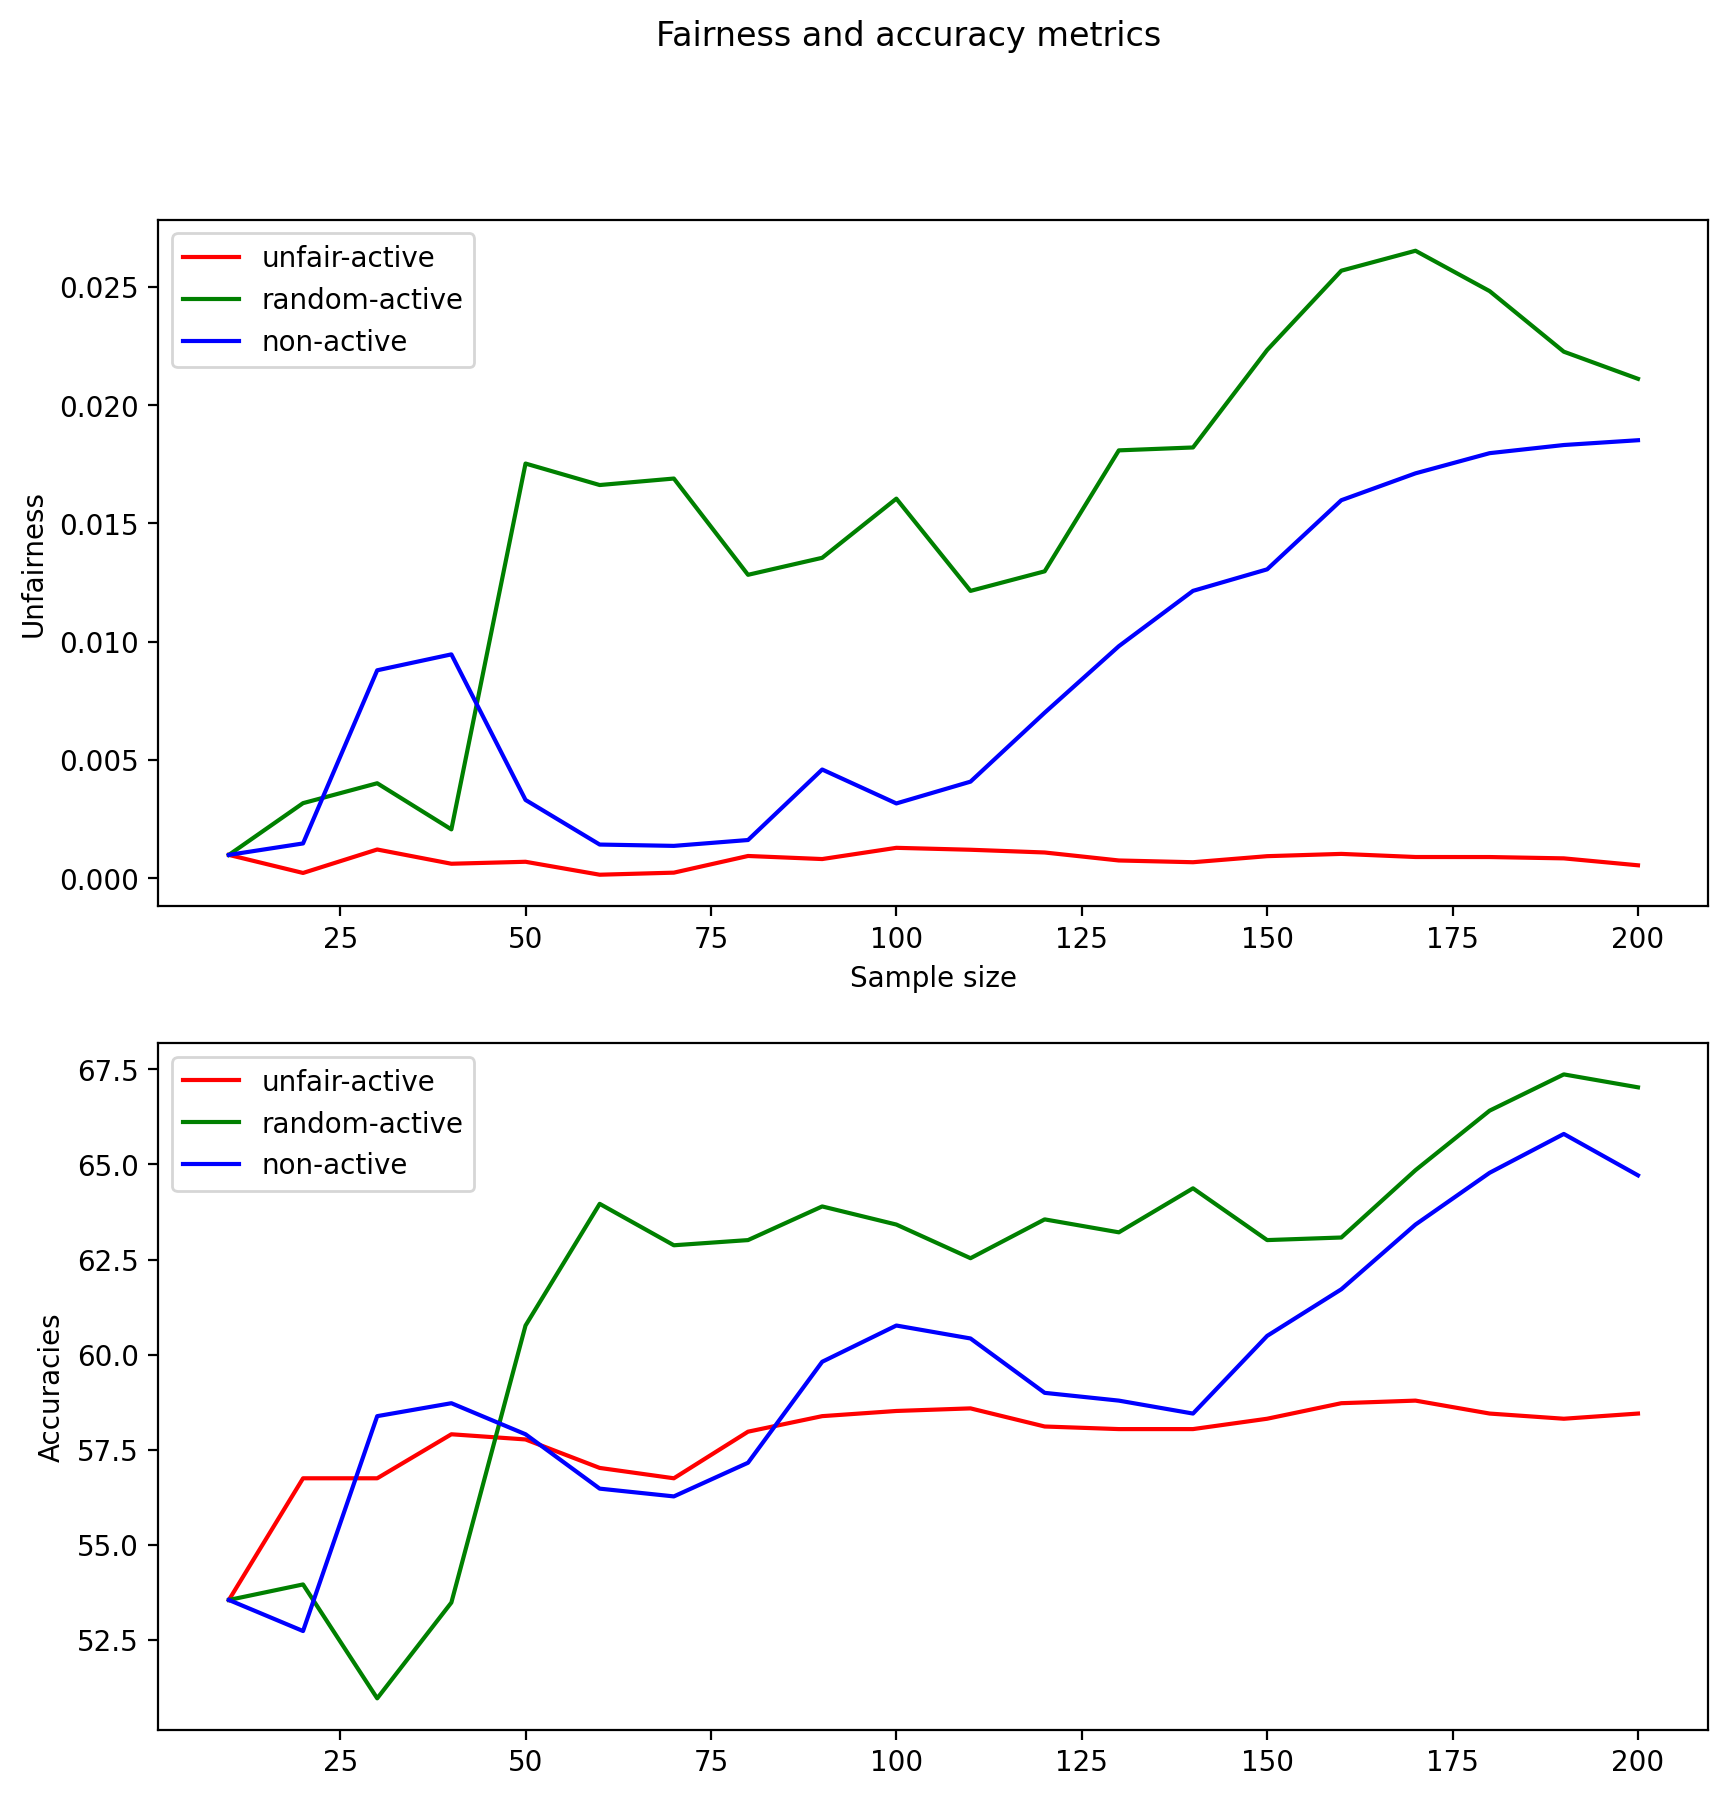 Fairness and accuracy metrics
unfair-active
random-active
non-active
0.025
0.020
0.015
0.010
0.005
0.000
Unfairness
25 50 75 100 125 150 175 200
Sample size
unfair-active
random-active
non-active
67.5
65.0
62.5
60.0
57.5
55.0
52.5
Accuracies
25 50 75 100 125 150 175 200